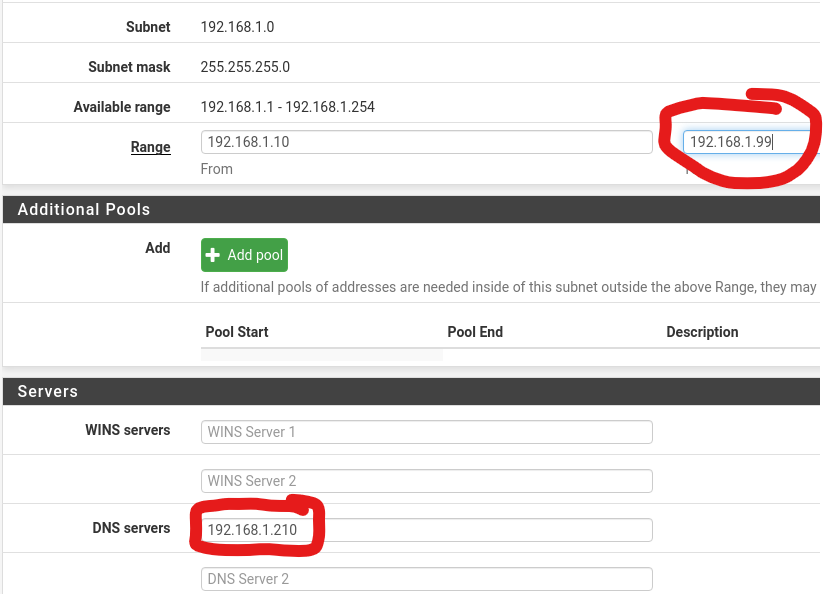 Subnet 192.168.1.0
Subnet mask 255.255.255.0
Available range 192.168.1.1 - 192.168.1.254
Range 192.168.1.10 192.168.1.99
From
Additional Pools
Add Add pool
If additional pools of addresses are needed inside of this subnet outside the above Range, they may
Pool Start Pool End Description
Servers
WINS servers WINS Server 1
WINS Server 2
DNS servers 192.168.1.210
DNS Server 2